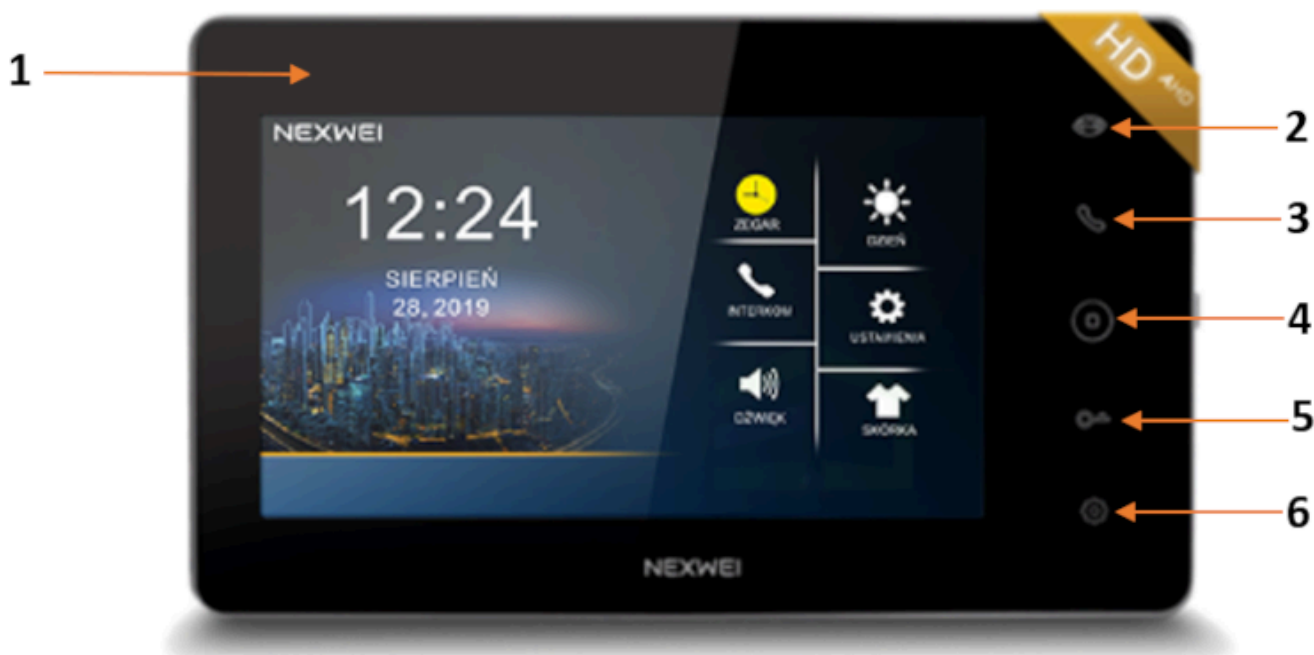 1
HD AHD
2
NEXWEI
12:24
SIERPIEŃ
28, 2019
ZEGAR
DZIEŃ
3
INTERKOM
USTAWIENIA
4
DŹWIĘK
SKÓRKA
5
6
NEXWEI